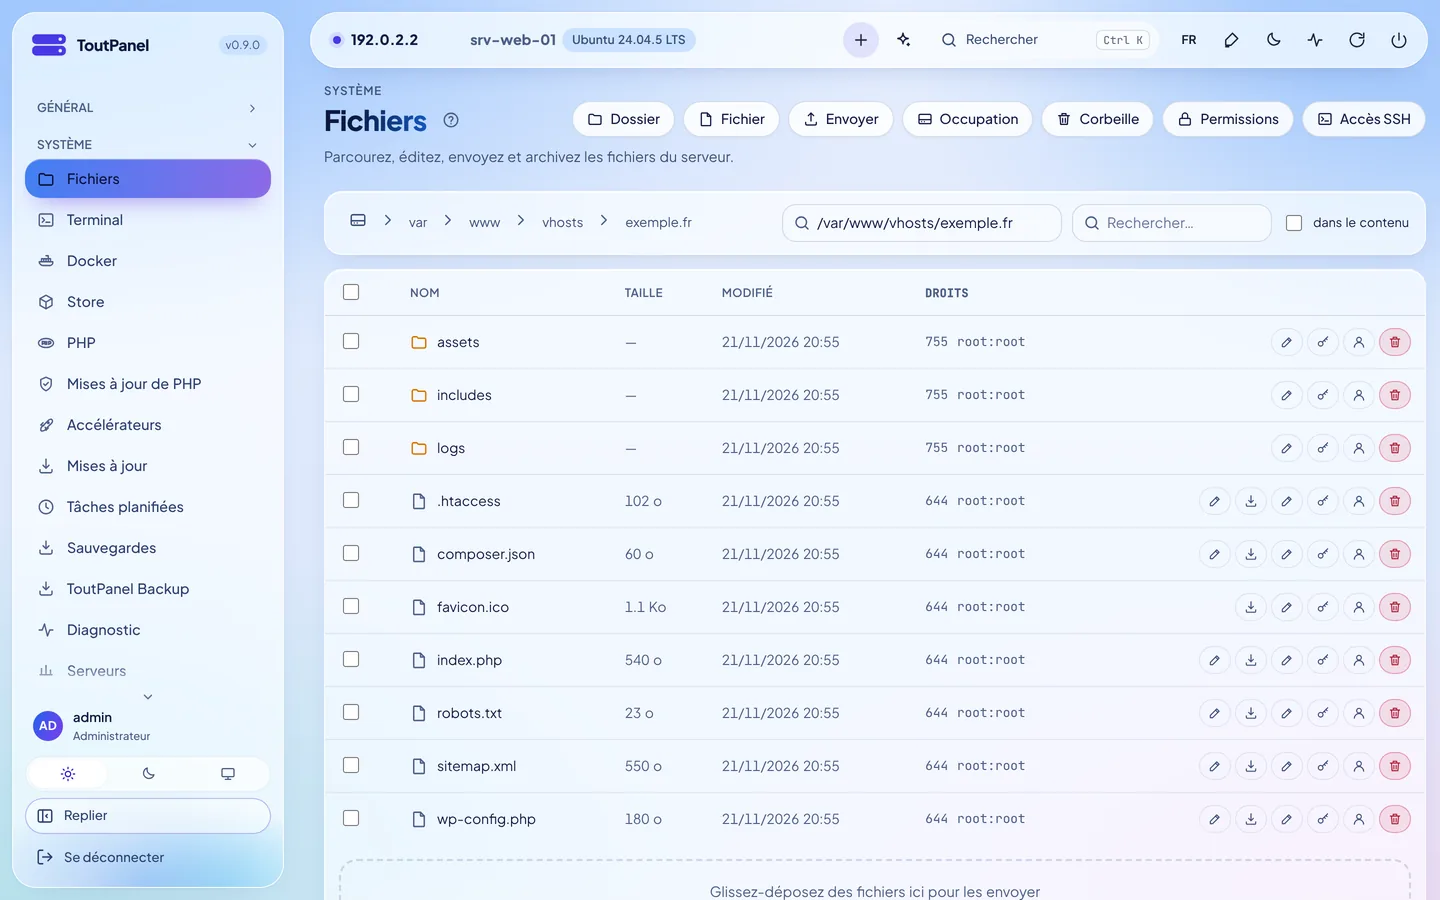 ToutPanel
v0.9.0
GÉNÉRAL
SYSTÈME
Fichiers
Terminal
Docker
Store
PHP
Mises à jour de PHP
Accélérateurs
Mises à jour
Tâches planifiées
Sauvegardes
ToutPanel Backup
Diagnostic
Serveurs
AD
admin
Administrateur
Replier
Se déconnecter
192.0.2.2
srv-web-01
Ubuntu 24.04.5 LTS
Rechercher
Ctrl K
FR
SYSTÈME
Fichiers
Dossier
Fichier
Envoyer
Occupation
Corbeille
Permissions
Accès SSH
Parcourez, éditez, envoyez et archivez les fichiers du serveur.
var
www
vhosts
exemple.fr
/var/www/vhosts/exemple.fr
Rechercher...
dans le contenu
NOM TAILLE MODIFIÉ DROITS
assets — 21/11/2026 20:55 755 root:root
includes — 21/11/2026 20:55 755 root:root
logs — 21/11/2026 20:55 755 root:root
.htaccess 102 o 21/11/2026 20:55 644 root:root
composer.json 60 o 21/11/2026 20:55 644 root:root
favicon.ico 1.1 Ko 21/11/2026 20:55 644 root:root
index.php 540 o 21/11/2026 20:55 644 root:root
robots.txt 23 o 21/11/2026 20:55 644 root:root
sitemap.xml 550 o 21/11/2026 20:55 644 root:root
wp-config.php 180 o 21/11/2026 20:55 644 root:root
Glissez-déposez des fichiers ici pour les envoyer